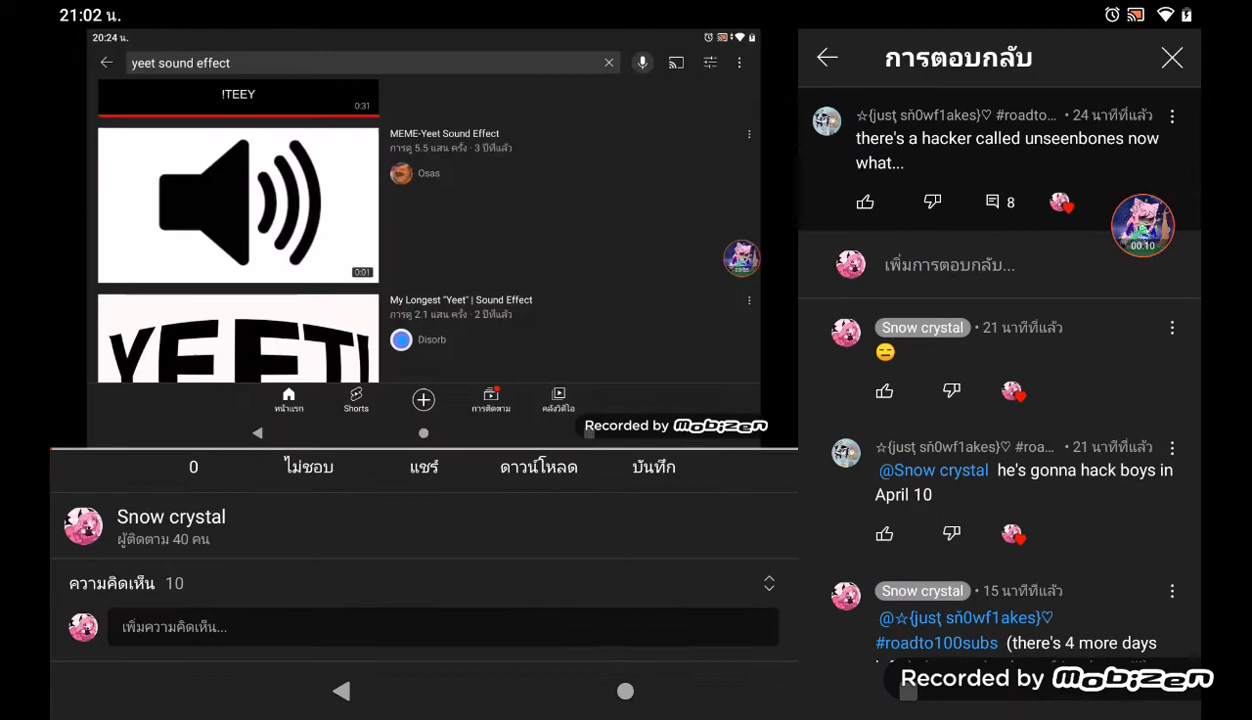 21:02 น.
20:24 น.
yeet sound effect
!TEEY
0:31
MEME-Yeet Sound Effect
การดู 5.5 แสน ครั้ง · 3 ปีที่แล้ว
Osas
0:01
My Longest "Yeet" | Sound Effect
การดู 2.1 แสน ครั้ง · 2 ปีที่แล้ว
Disorb
YEET!
หน้าแรก
Shorts
การติดตาม
คลังวิดีโอ
Recorded by Mobizen
0
ไม่ชอบ
แชร์
ดาวน์โหลด
บันทึก
Snow crystal
ผู้ติดตาม 40 คน
ความคิดเห็น 10
เพิ่มความคิดเห็น...
การตอบกลับ
☆{jusţ sň0wf1akes}♡ #roadto... • 24 นาทีที่แล้ว
there's a hacker called unseenbones now
what...
8
00:10
เพิ่มการตอบกลับ...
Snow crystal • 21 นาทีที่แล้ว
😑
☆{jusţ sň0wf1akes}♡ #roa... • 21 นาทีที่แล้ว
@Snow crystal he's gonna hack boys in
April 10
Snow crystal • 15 นาทีที่แล้ว
@☆{jusţ sň0wf1akes}♡
#roadto100subs (there's 4 more days
Recorded by Mobizen